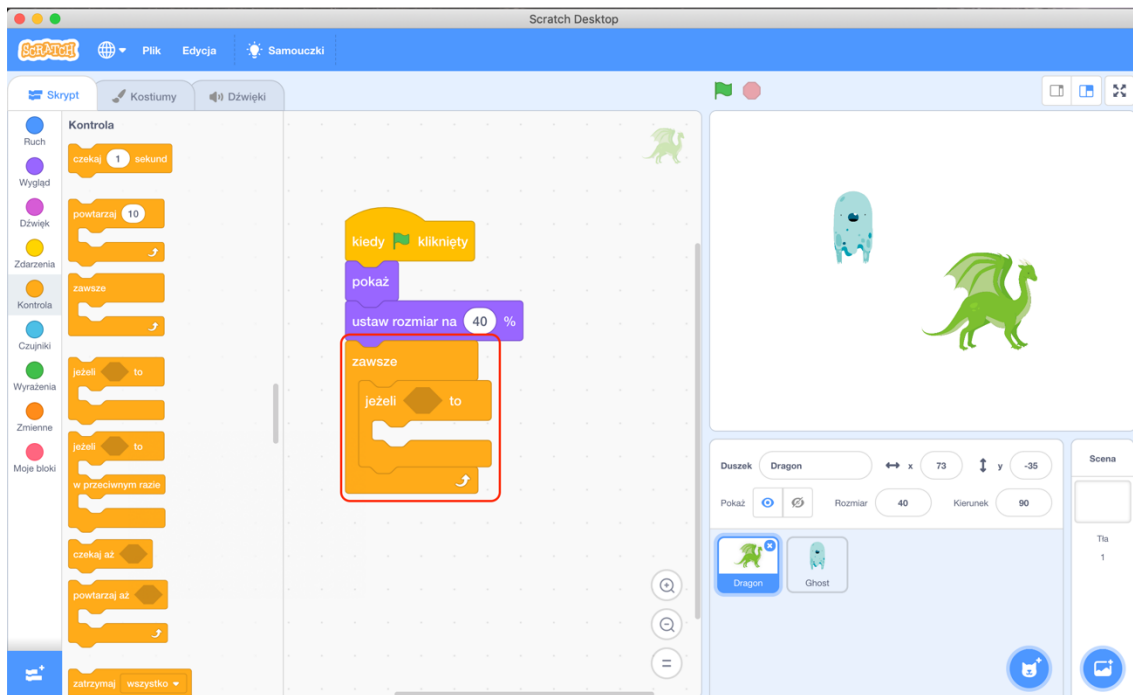 Scratch Desktop
SCRATCH
Plik Edycja Samouczki
Skrypt Kostiumy Dźwięki
Ruch
Wygląd
Dźwięk
Zdarzenia
Kontrola
Czujniki
Wyrażenia
Zmienne
Moje bloki
Kontrola
czekaj 1 sekund
powtarzaj 10
zawsze
jeżeli to
jeżeli to
w przeciwnym razie
czekaj aż
powtarzaj aż
zatrzymaj wszystko
kiedy kliknięty
pokaż
ustaw rozmiar na 40 %
zawsze
jeżeli to
Duszek Dragon x 73 y -35
Pokaż Rozmiar 40 Kierunek 90
Dragon Ghost
Scena
Tła
1